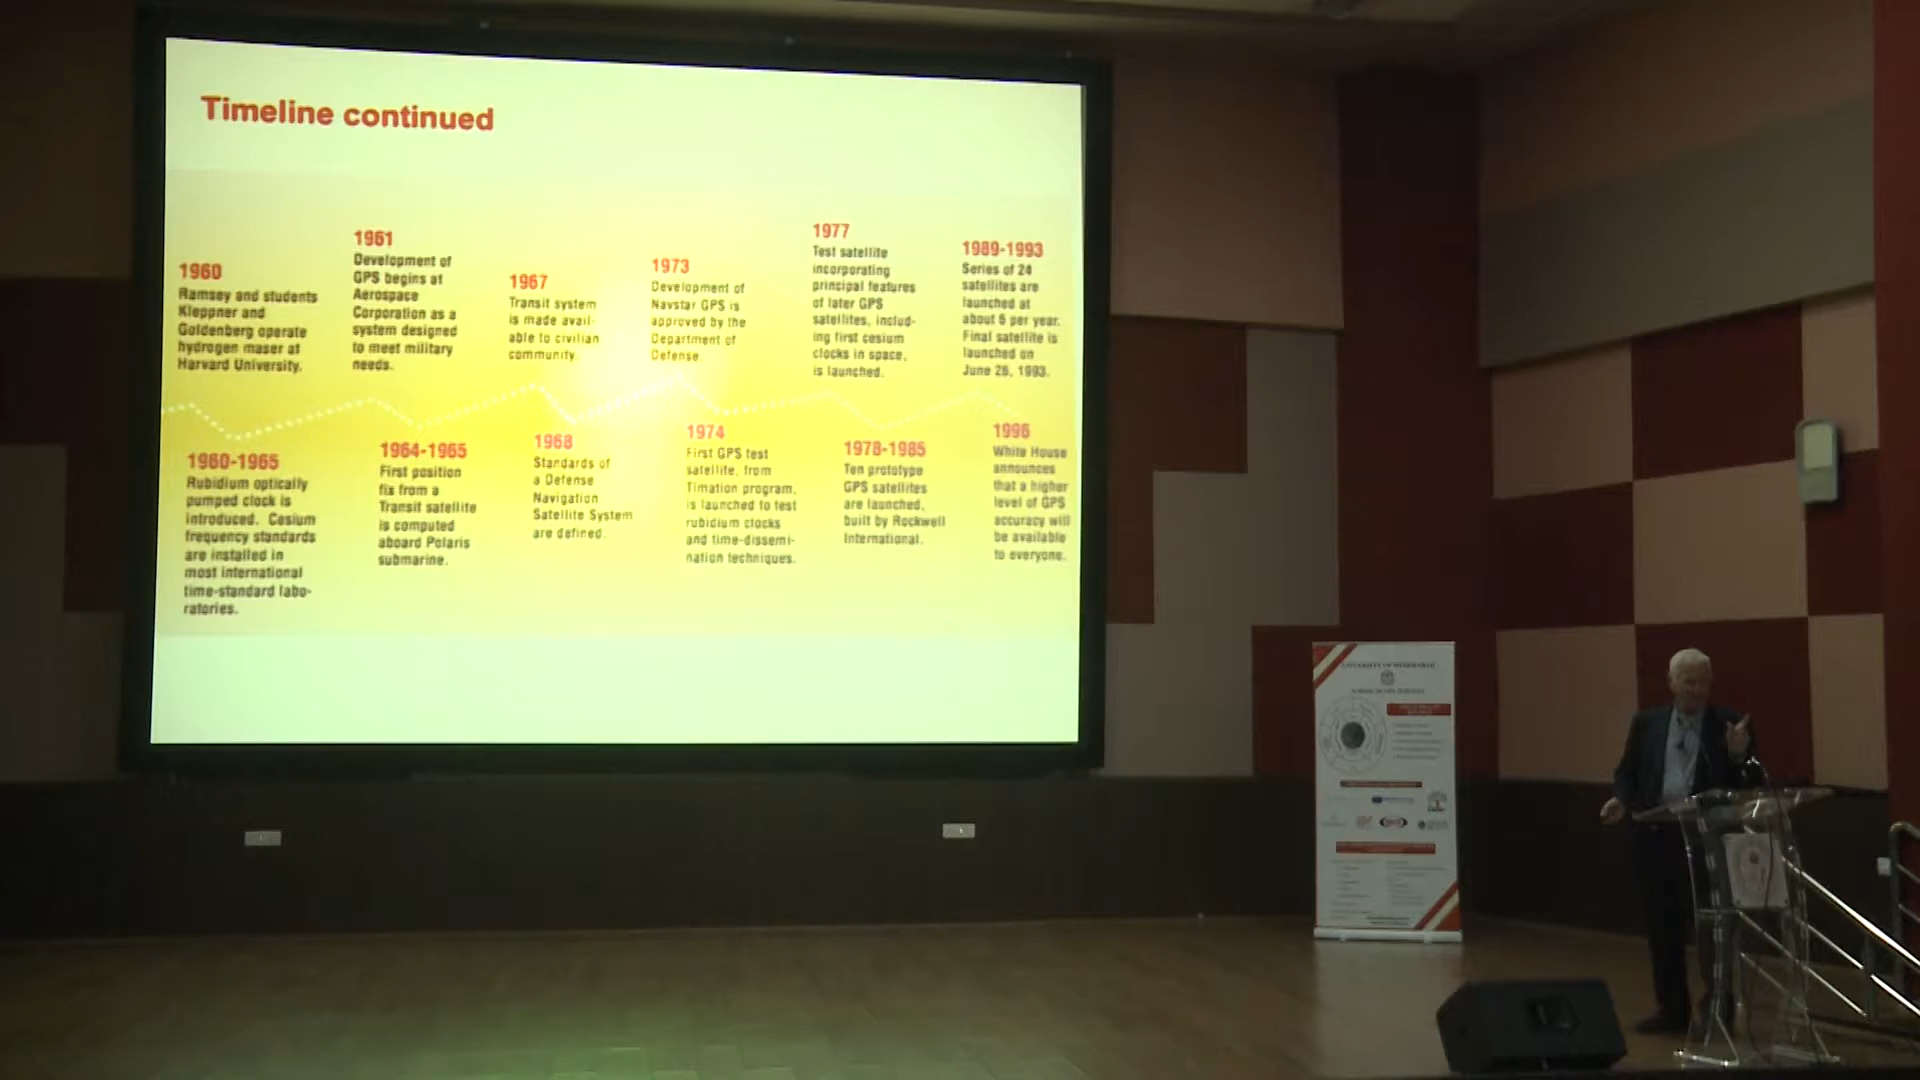 Timeline continued
1960
Ramsey and students
Kleppner and
Goldenberg operate
hydrogen maser at
Harvard University.
1961
Development of
GPS begins at
Aerospace
Corporation as a
system designed
to meet military
needs.
1967
Transit system
is made avail-
able to civilian
community.
1973
Development of
Navstar GPS is
approved by the
Department of
Defense.
1977
Test satellite
incorporating
principal features
of later GPS
satellites, includ-
ing first cesium
clocks in space,
is launched.
1989-1993
Series of 24
satellites are
launched at
about 6 per year.
Final satellite is
launched on
June 26, 1993.
1960-1965
Rubidium optically
pumped clock is
introduced. Cesium
frequency standards
are installed in
most international
time-standard labo-
ratories.
1964-1965
First position
fix from a
Transit satellite
is computed
aboard Polaris
submarine.
1968
Standards of
a Defense
Navigation
Satellite System
are defined.
1974
First GPS test
satellite, from
Timation program,
is launched to test
rubidium clocks
and time-dissemi-
nation techniques.
1978-1985
Ten prototype
GPS satellites
are launched,
built by Rockwell
International.
1996
White House
announces
that a higher
level of GPS
accuracy will
be available
to everyone.
UNIVERSITY OF HYDERABAD